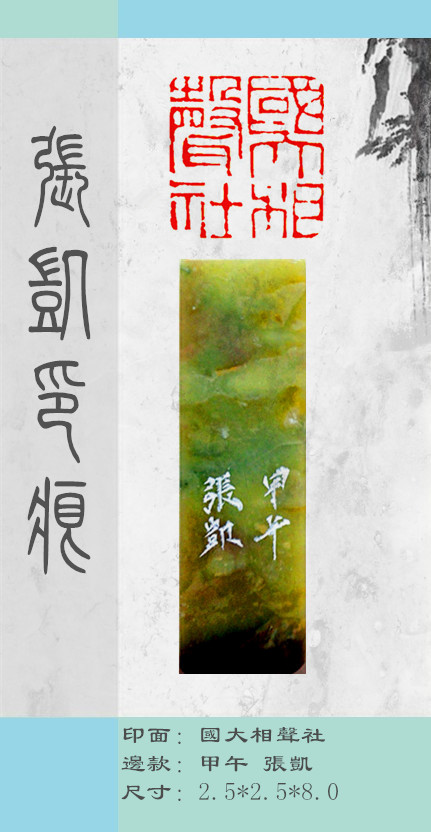 張凱印痕
國大相聲社
甲午
張凱
印面：國大相聲社
邊款：甲午 張凱
尺寸：2.5*2.5*8.0